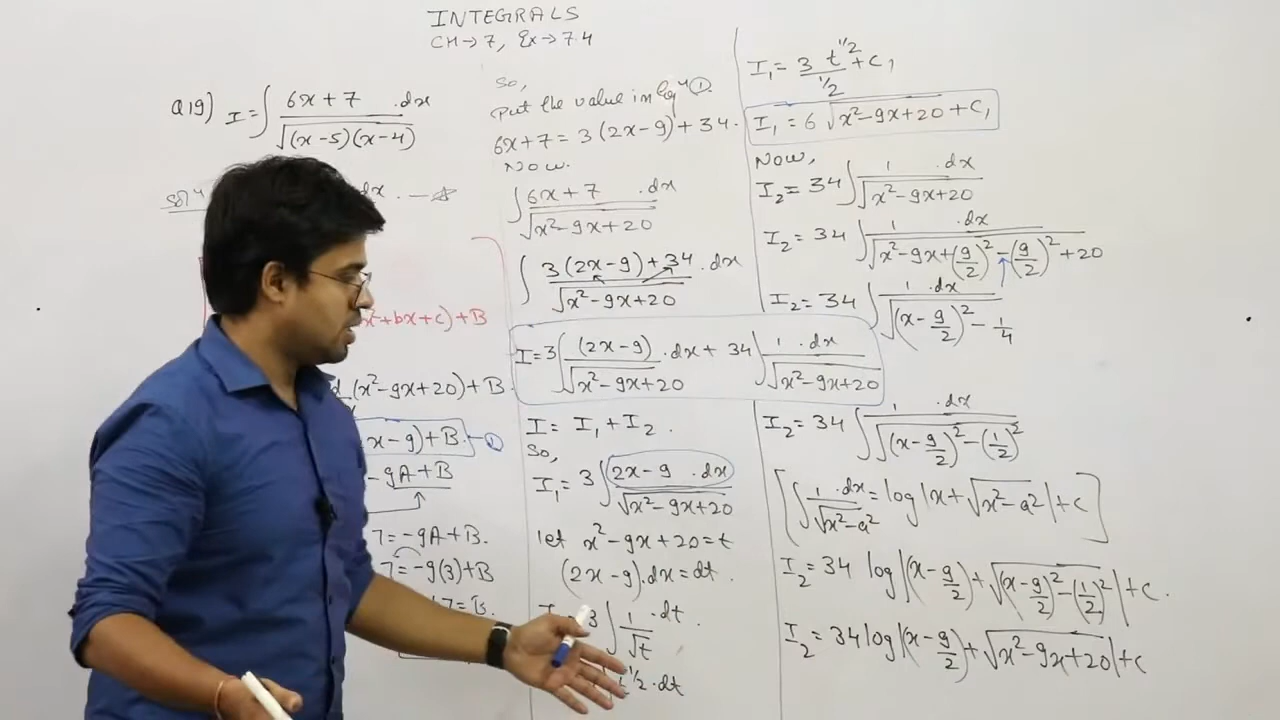 INTEGRALS
CH→7, Ex→7.4
Q19) I = ∫ 6x+7 .dx / √(x-5)(x-4)
Sol^n
dx. —☆
x²+bx+c)+B
d (x²-9x+20)+B
x-9)+B. —①
-9A+B
7=-9A+B.
7=-9(3)+B
+7=B.
So,
Put the value in Eq^n ①.
6x+7 = 3(2x-9)+34.
Now.
∫ 6x+7 .dx / √x²-9x+20
∫ 3(2x-9)+34 .dx / √x²-9x+20
I=3∫ (2x-9) .dx / √x²-9x+20 + 34∫ 1 .dx / √x²-9x+20
I = I₁+I₂.
So,
I₁=3∫ 2x-9 .dx / √x²-9x+20
let x²-9x+20=t
(2x-9).dx=dt.
3∫ 1 .dt / √t
t^1/2 .dt
I₁= 3 t^1/2 / 1/2 +C₁
I₁ = 6 √x²-9x+20 + C₁
Now,
I₂= 34∫ 1 .dx / √x²-9x+20
I₂= 34∫ 1 .dx / √x²-9x+(9/2)²-(9/2)²+20
I₂=34∫ 1 .dx / √(x-9/2)²-1/4
I₂=34∫ 1 .dx / √(x-9/2)²-(1/2)²
[∫ 1 .dx / √x²-a² = log|x+√x²-a²|+C]
I₂=34 log|(x-9/2)+√(x-9/2)²-(1/2)²|+C.
I₂=34log|(x-9/2)+√x²-9x+20|+C